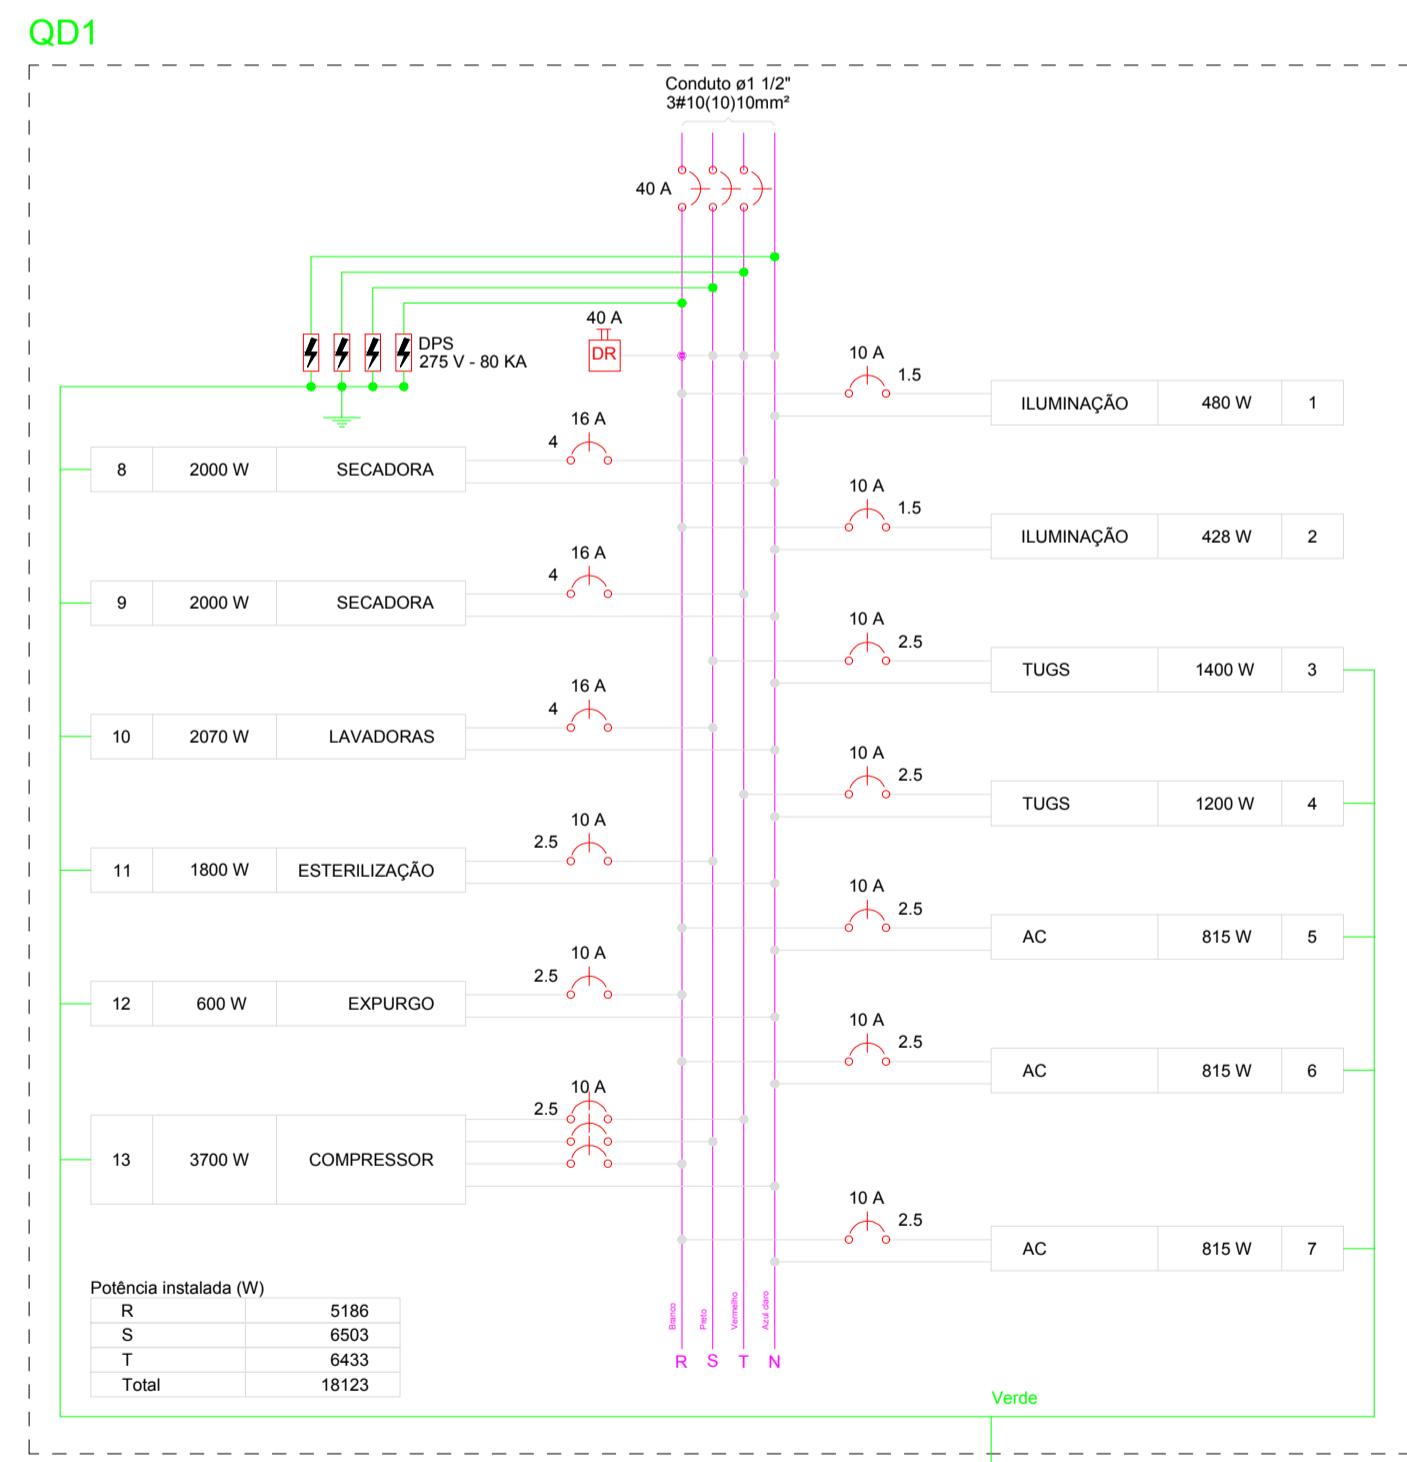 QD1
Conduto ø1 1/2"
3#10(10)10mm²
40 A
DPS
275 V - 80 KA
40 A
DR
10 A
1.5
ILUMINAÇÃO 480 W 1
16 A
4
8 2000 W SECADORA
10 A
1.5
ILUMINAÇÃO 428 W 2
16 A
4
9 2000 W SECADORA
10 A
2.5
TUGS 1400 W 3
16 A
4
10 2070 W LAVADORAS
10 A
2.5
TUGS 1200 W 4
10 A
2.5
11 1800 W ESTERILIZAÇÃO
10 A
2.5
AC 815 W 5
10 A
2.5
12 600 W EXPURGO
10 A
2.5
AC 815 W 6
10 A
2.5
13 3700 W COMPRESSOR
10 A
2.5
AC 815 W 7
Potência instalada (W)
R 5186
S 6503
T 6433
Total 18123
Branco
Preto
Vermelho
Azul claro
R S T N
Verde